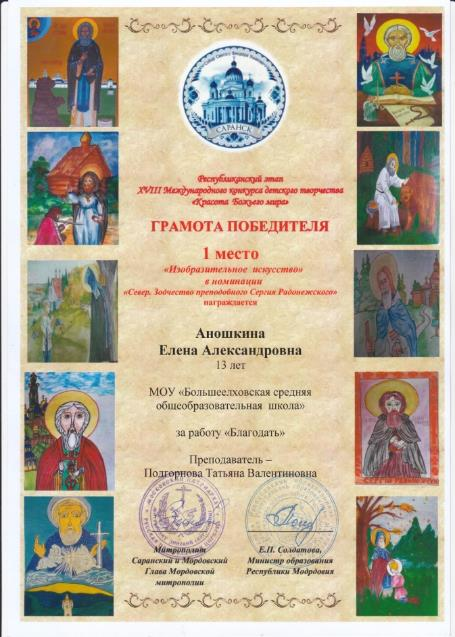 САРАНСК
Республиканский этап
XVIII Международного конкурса детского творчества
«Красота Божьего мира»
ГРАМОТА ПОБЕДИТЕЛЯ
1 место
«Изобразительное искусство»
в номинации
«Север. Зодчество преподобного Сергия Радонежского»
награждается
Аношкина
Елена Александровна
13 лет
МОУ «Большеелховская средняя
общеобразовательная школа»
за работу «Благодать»
Преподаватель –
Подгорнова Татьяна Валентиновна
Митрополит
Саранский и Мордовский
Глава Мордовской
митрополии
Е.П. Солдатова,
Министр образования
Республики Модрдовия